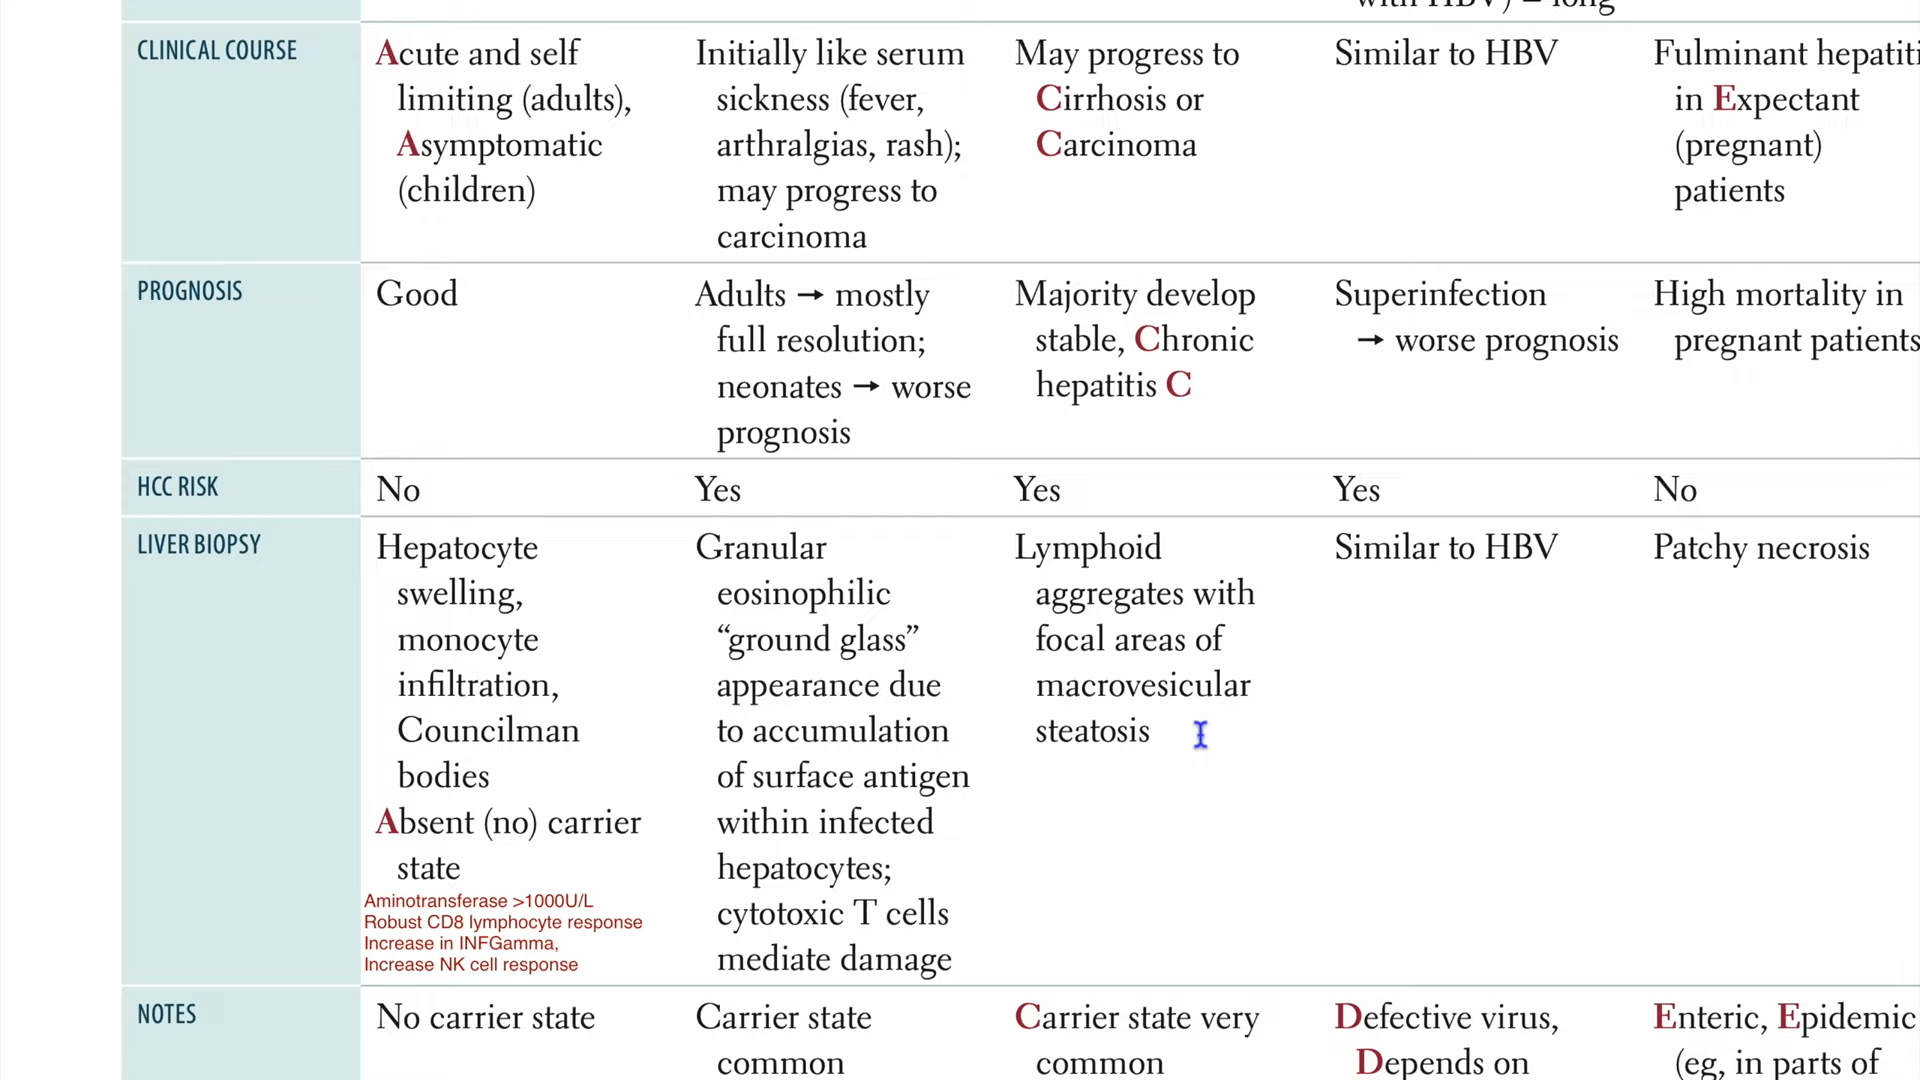 with HBV) = long
CLINICAL COURSE
Acute and self
limiting (adults),
Asymptomatic
(children)
Initially like serum
sickness (fever,
arthralgias, rash);
may progress to
carcinoma
May progress to
Cirrhosis or
Carcinoma
Similar to HBV
Fulminant hepatiti
in Expectant
(pregnant)
patients
PROGNOSIS
Good
Adults → mostly
full resolution;
neonates → worse
prognosis
Majority develop
stable, Chronic
hepatitis C
Superinfection
→ worse prognosis
High mortality in
pregnant patients
HCC RISK
No
Yes
Yes
Yes
No
LIVER BIOPSY
Hepatocyte
swelling,
monocyte
infiltration,
Councilman
bodies
Absent (no) carrier
state
Aminotransferase >1000U/L
Robust CD8 lymphocyte response
Increase in INFGamma,
Increase NK cell response
Granular
eosinophilic
“ground glass”
appearance due
to accumulation
of surface antigen
within infected
hepatocytes;
cytotoxic T cells
mediate damage
Lymphoid
aggregates with
focal areas of
macrovesicular
steatosis
Similar to HBV
Patchy necrosis
NOTES
No carrier state
Carrier state
common
Carrier state very
common
Defective virus,
Depends on
Enteric, Epidemic
(eg, in parts of